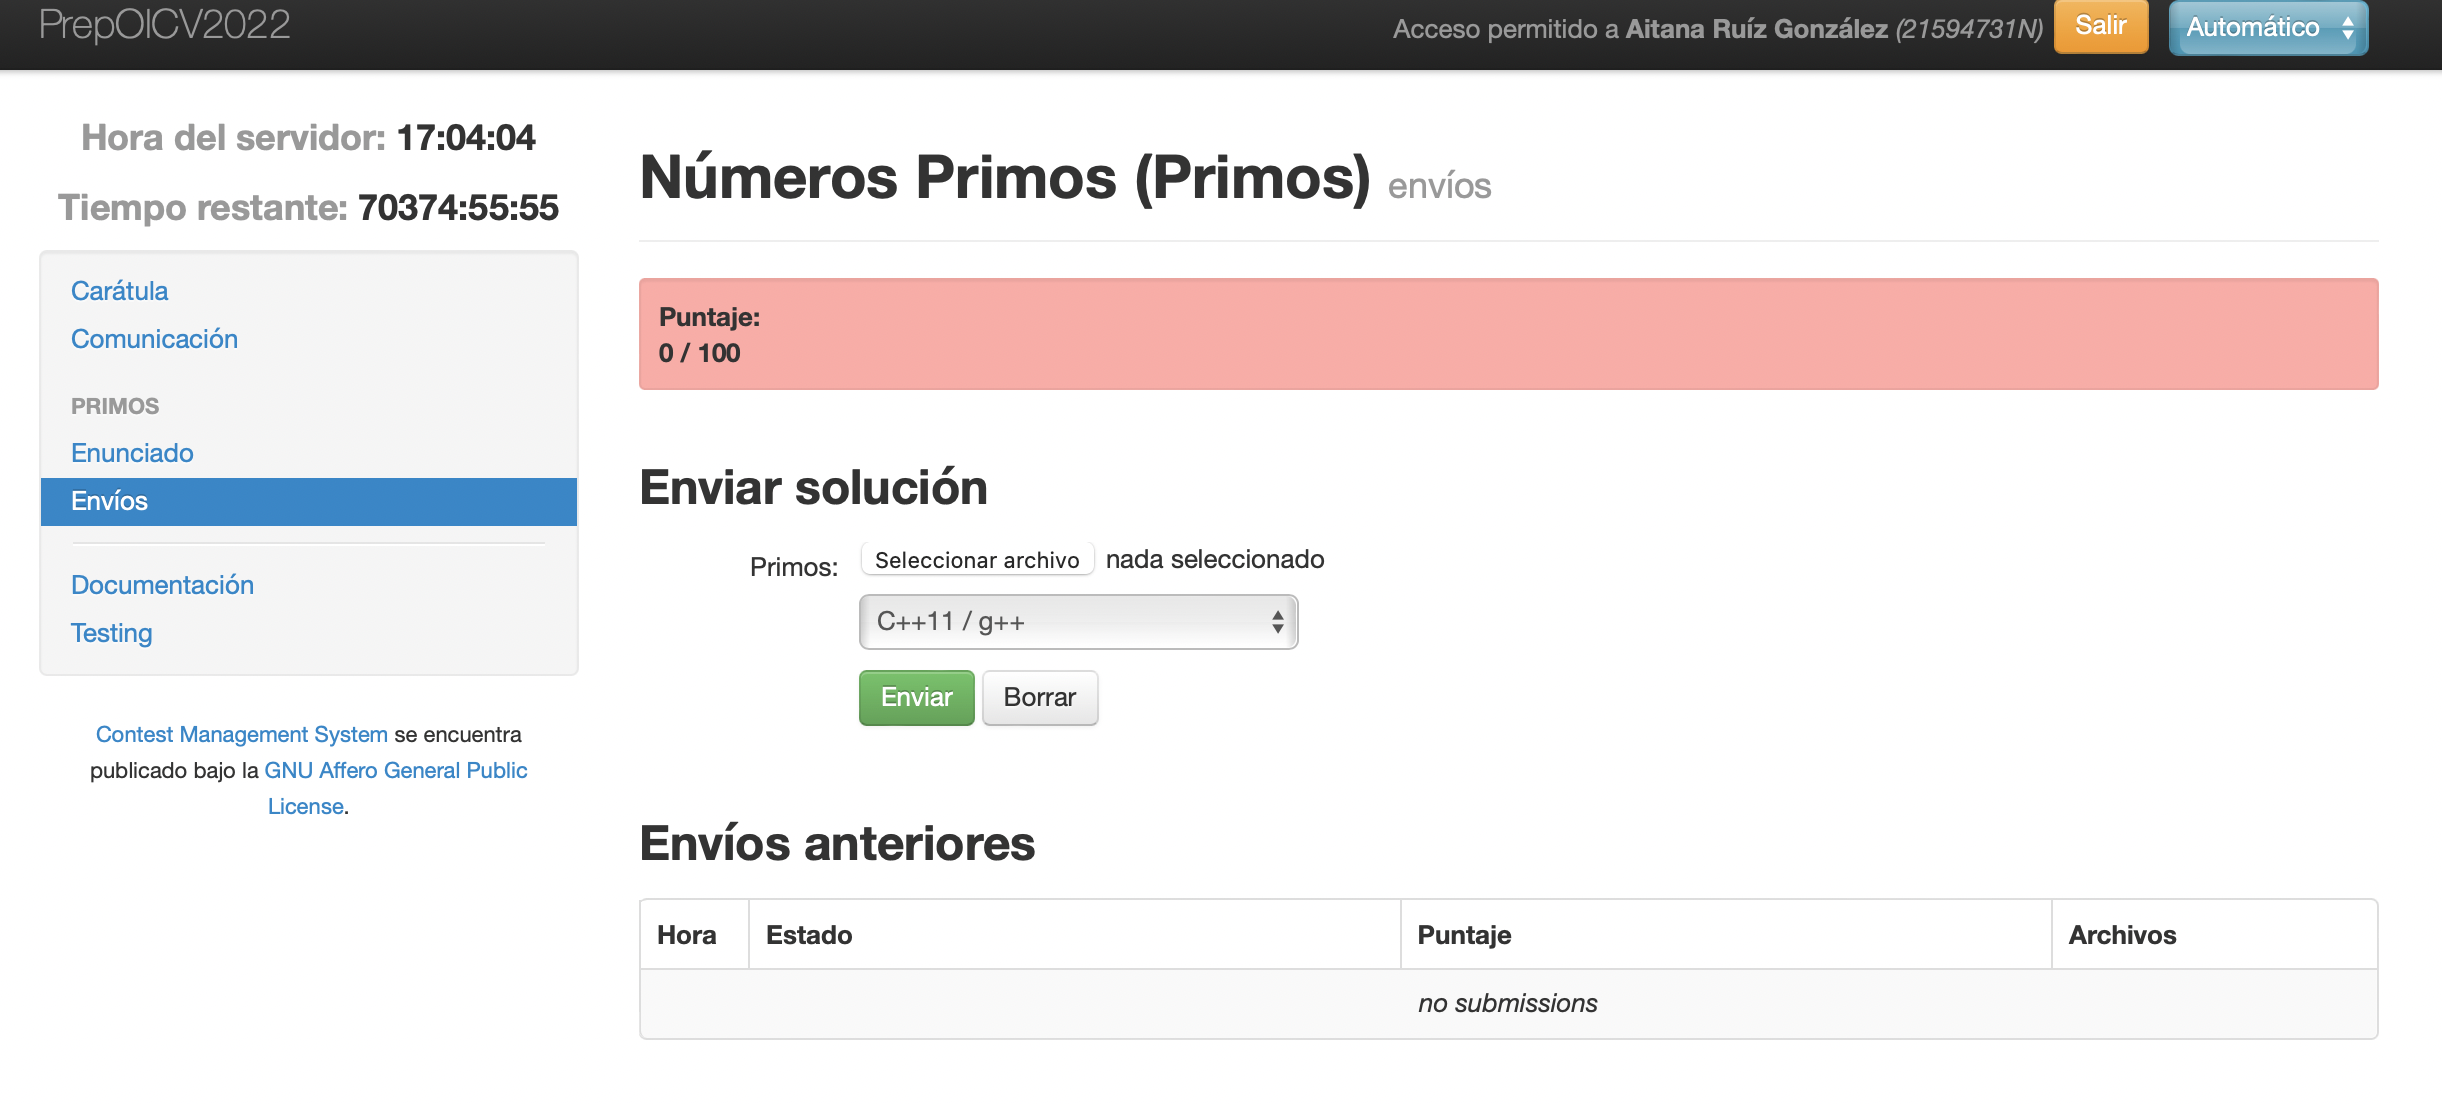 PrepOICV2022
Acceso permitido a Aitana Ruíz González (21594731N)
Salir
Automático
Hora del servidor: 17:04:04
Tiempo restante: 70374:55:55
Carátula
Comunicación
PRIMOS
Enunciado
Envíos
Documentación
Testing
Contest Management System se encuentra
publicado bajo la GNU Affero General Public
License.
Números Primos (Primos) envíos
Puntaje:
0 / 100
Enviar solución
Primos: Seleccionar archivo nada seleccionado
C++11 / g++
Enviar Borrar
Envíos anteriores
Hora Estado Puntaje Archivos
no submissions